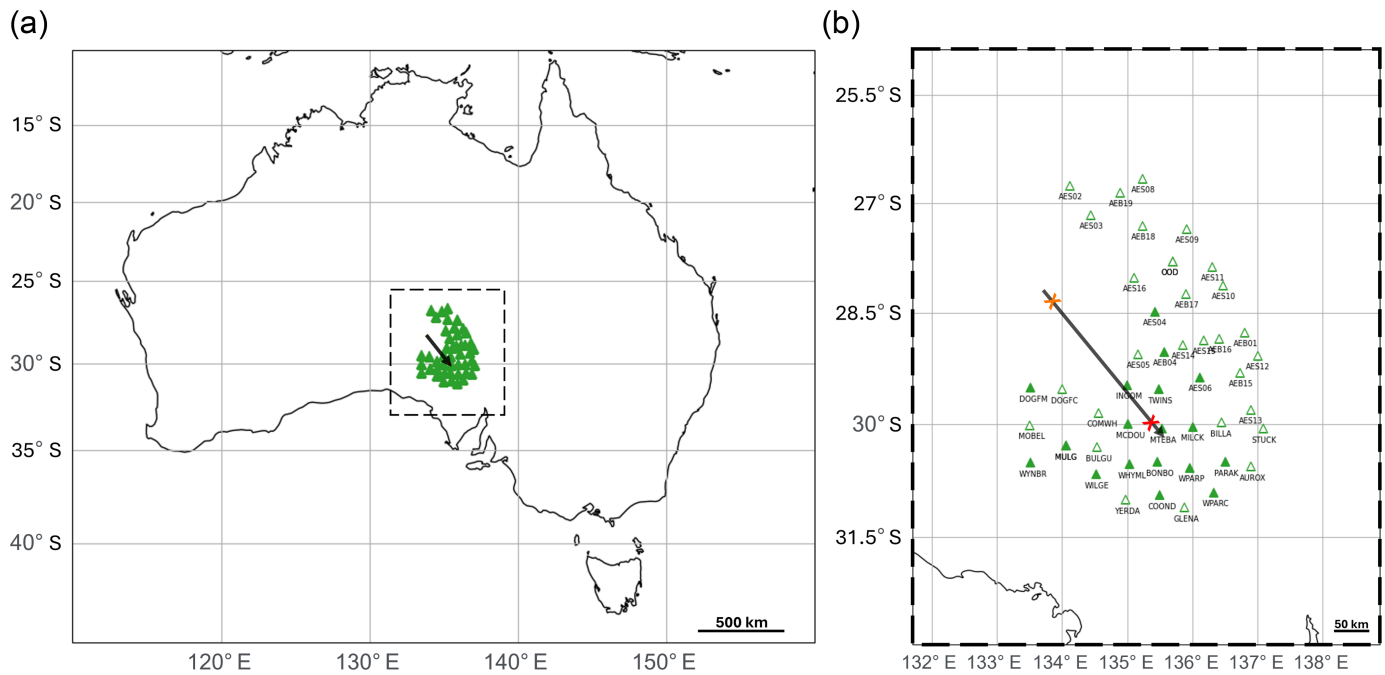 (a)
15° S
20° S
25° S
30° S
35° S
40° S
500 km
120° E
130° E
140° E
150° E
(b)
25.5° S
27° S
28.5° S
30° S
31.5° S
AES02
AEB19
AES08
AES03
AEB18
AES09
OOD
AES11
AES16
AEB17
AES10
AES04
AEB01
AES05
AEB04
AES14
AES15
AEB16
AES12
AEB15
DOGFM
DOGFC
INGOM
TWINS
AES06
COMWH
AES13
MOBEL
MCDOU
MTEBA
MILCK
BILLA
STUCK
MULG
BULGU
WYNBR
WILGE
WHYML
BONBO
WPARP
PARAK
AUROX
YERDA
COOND
GLENA
WPARC
50 km
132° E
133° E
134° E
135° E
136° E
137° E
138° E